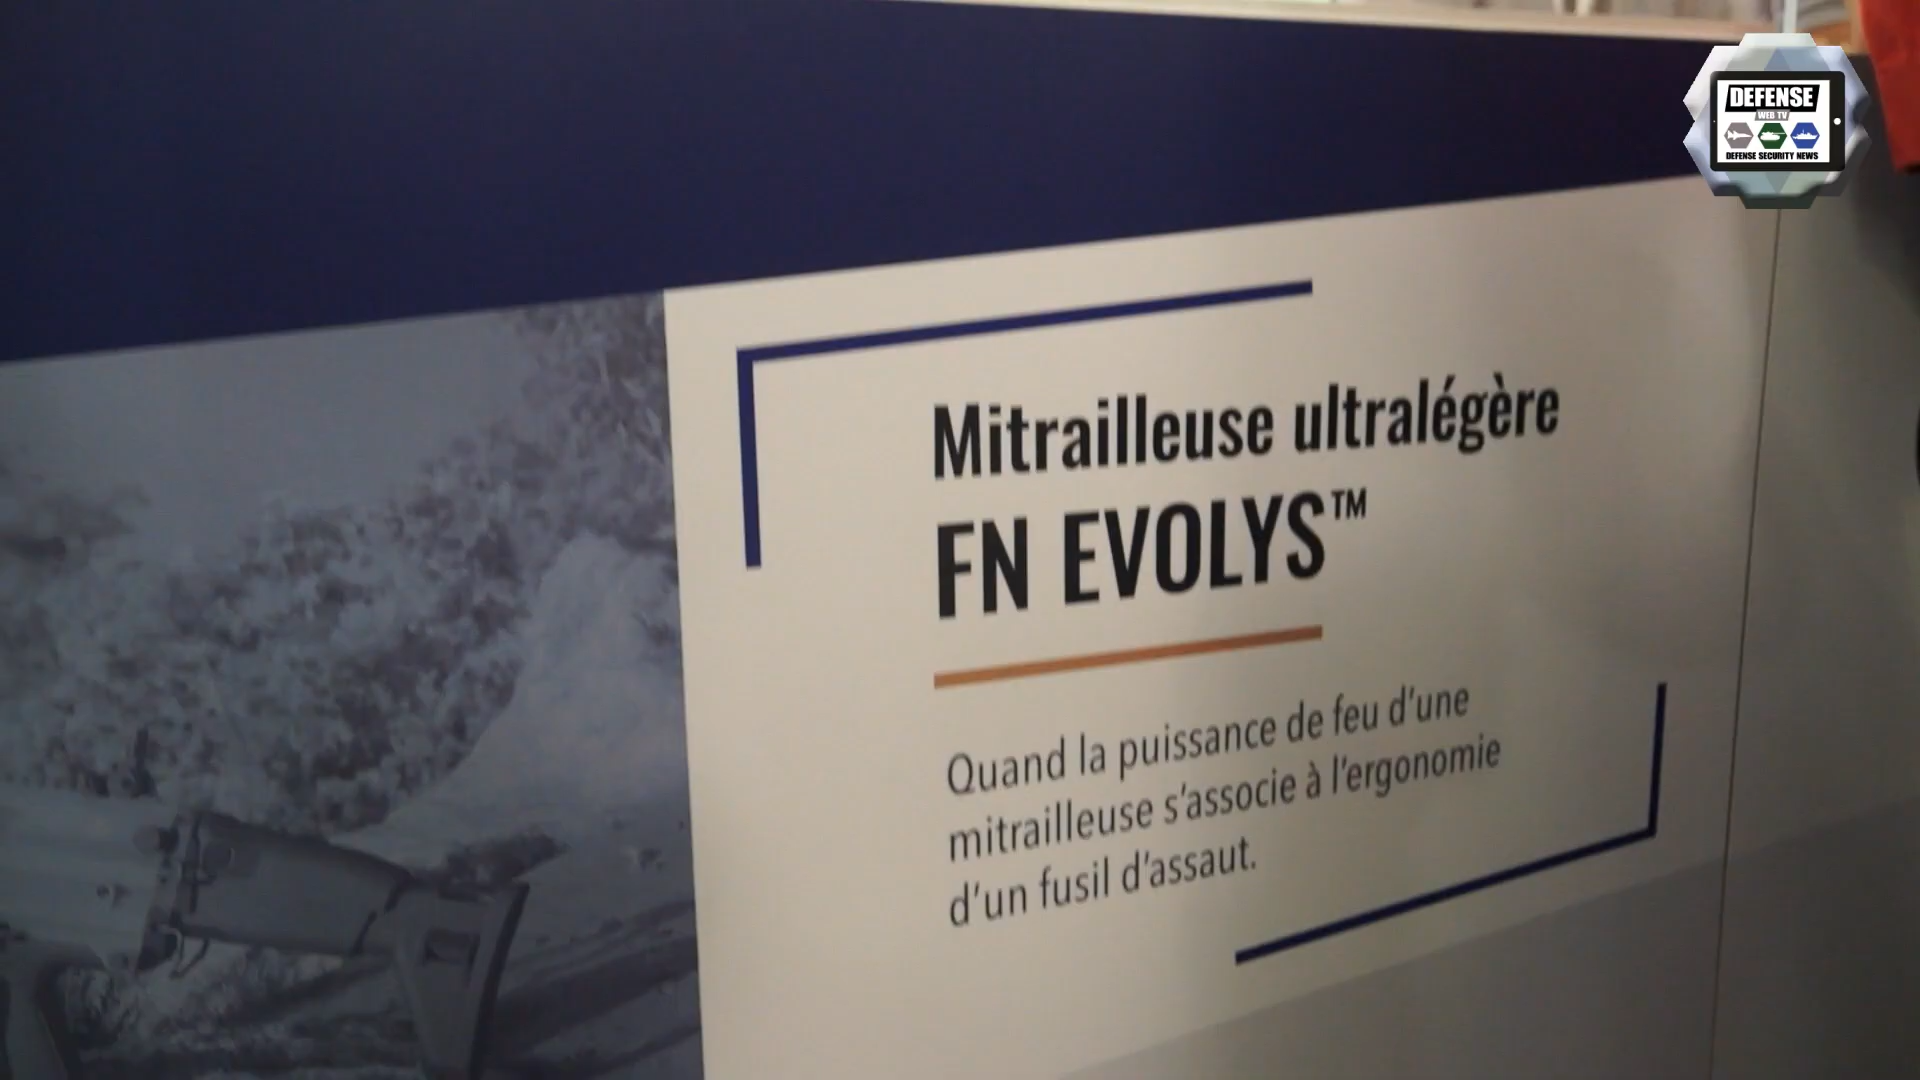 DEFENSE
WEB TV
DEFENSE SECURITY NEWS
Mitrailleuse ultralégère
FN EVOLYS™
Quand la puissance de feu d’une
mitrailleuse s’associe à l’ergonomie
d’un fusil d’assaut.